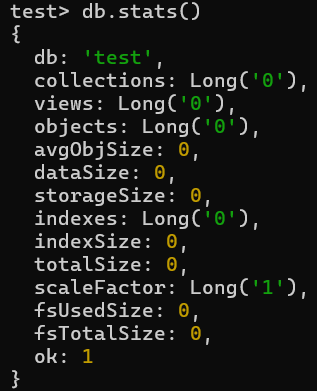 test> db.stats()
{
  db: 'test',
  collections: Long('0'),
  views: Long('0'),
  objects: Long('0'),
  avgObjSize: 0,
  dataSize: 0,
  storageSize: 0,
  indexes: Long('0'),
  indexSize: 0,
  totalSize: 0,
  scaleFactor: Long('1'),
  fsUsedSize: 0,
  fsTotalSize: 0,
  ok: 1
}